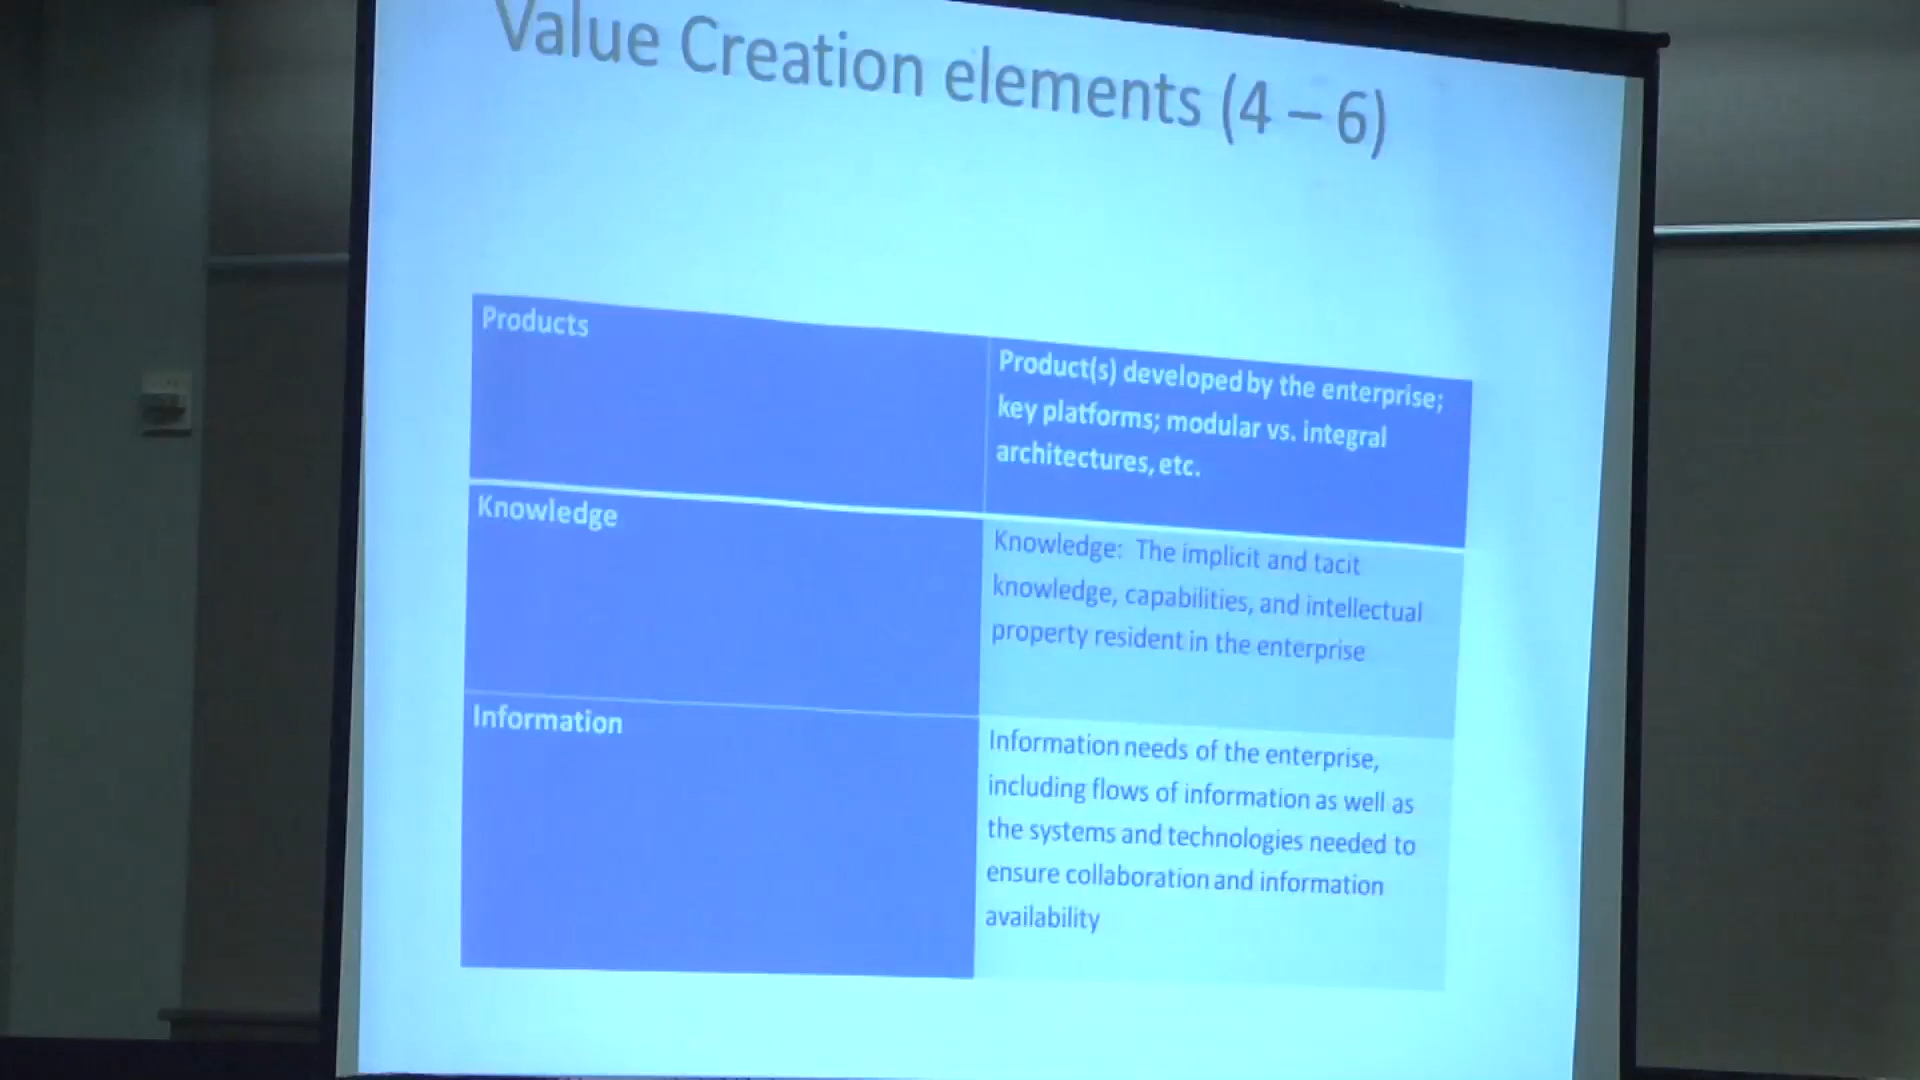 Value Creation elements (4 – 6)
Products
Product(s) developed by the enterprise;
key platforms; modular vs. integral
architectures, etc.
Knowledge
Knowledge: The implicit and tacit
knowledge, capabilities, and intellectual
property resident in the enterprise
Information
Information needs of the enterprise,
including flows of information as well as
the systems and technologies needed to
ensure collaboration and information
availability